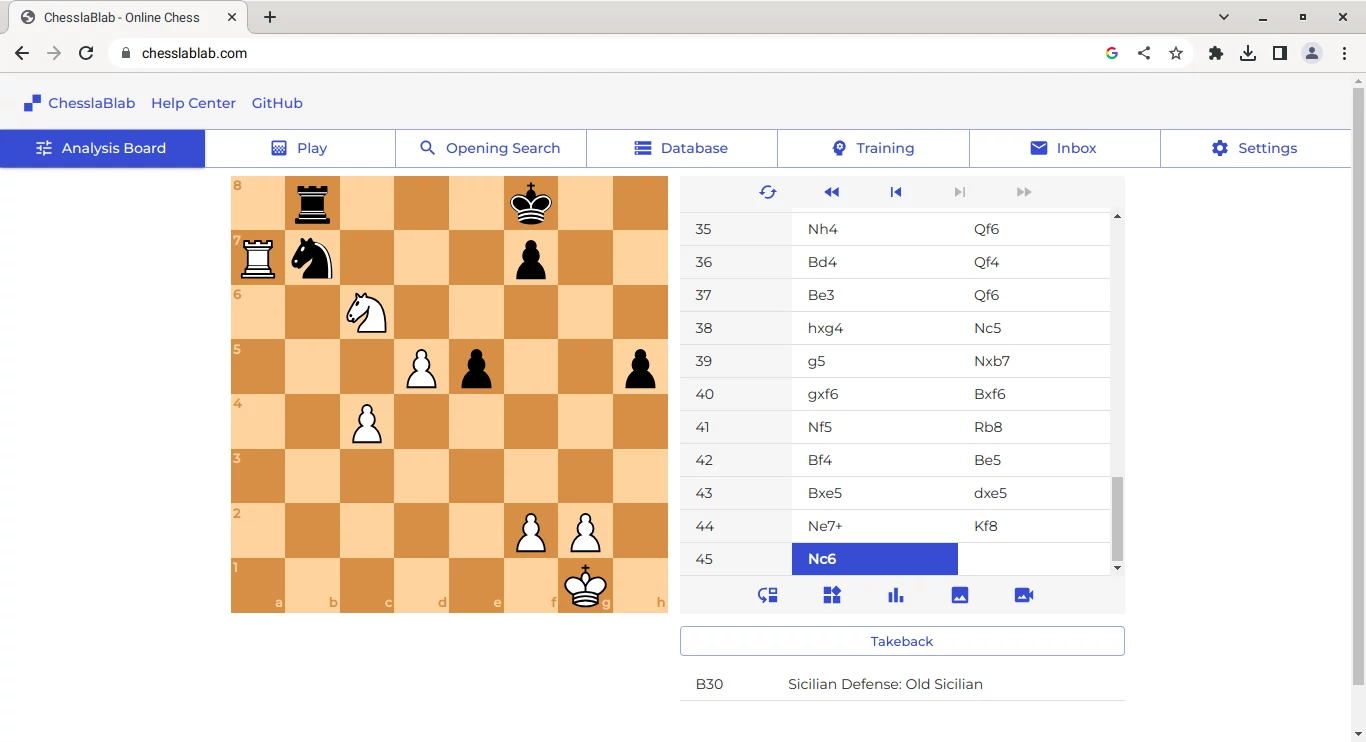 ChesslaBlab - Online Chess
chesslablab.com
ChesslaBlab Help Center GitHub
Analysis Board Play Opening Search Database Training Inbox Settings
8
7
6
5
4
3
2
1
a b c d e f g h
35 Nh4 Qf6
36 Bd4 Qf4
37 Be3 Qf6
38 hxg4 Nc5
39 g5 Nxb7
40 gxf6 Bxf6
41 Nf5 Rb8
42 Bf4 Be5
43 Bxe5 dxe5
44 Ne7+ Kf8
45 Nc6
Takeback
B30 Sicilian Defense: Old Sicilian